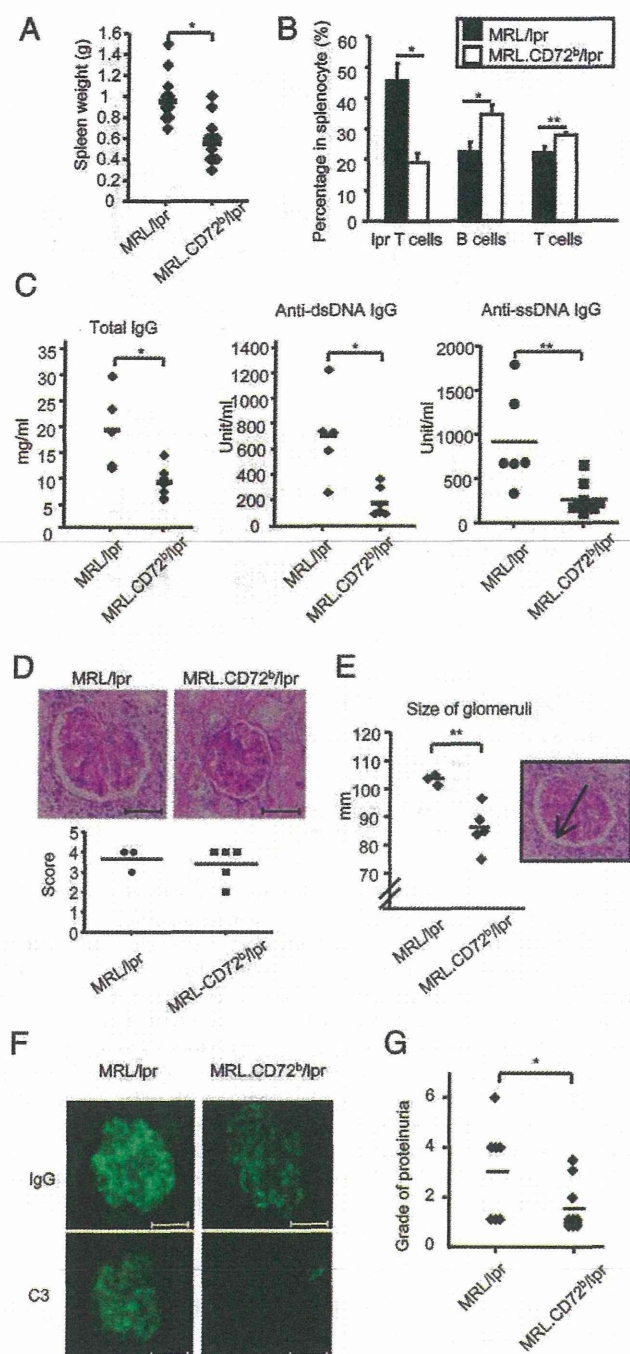 A
Spleen weight (g)
1.6
1.4
1.2
1
0.8
0.6
0.4
0.2
0
*
MRL/lpr
MRL.CD72ᵇ/lpr
B
MRL/lpr
MRL.CD72ᵇ/lpr
Percentage in splenocyte (%)
60
50
40
30
20
10
0
*
*
**
lpr T cells
B cells
T cells
C
Total IgG
mg/ml
35
30
25
20
15
10
5
0
*
MRL/lpr
MRL.CD72ᵇ/lpr
Anti-dsDNA IgG
Unit/ml
1400
1200
1000
800
600
400
200
0
*
MRL/lpr
MRL.CD72ᵇ/lpr
Anti-ssDNA IgG
Unit/ml
2000
1500
1000
500
0
**
MRL/lpr
MRL.CD72ᵇ/lpr
D
MRL/lpr
MRL.CD72ᵇ/lpr
Score
5
4
3
2
1
0
MRL/lpr
MRL-CD72ᵇ/lpr
E
Size of glomeruli
mm
120
110
100
90
80
70
**
MRL/lpr
MRL.CD72ᵇ/lpr
F
MRL/lpr
MRL.CD72ᵇ/lpr
IgG
C3
G
Grade of proteinuria
6
4
2
0
*
MRL/lpr
MRL.CD72ᵇ/lpr